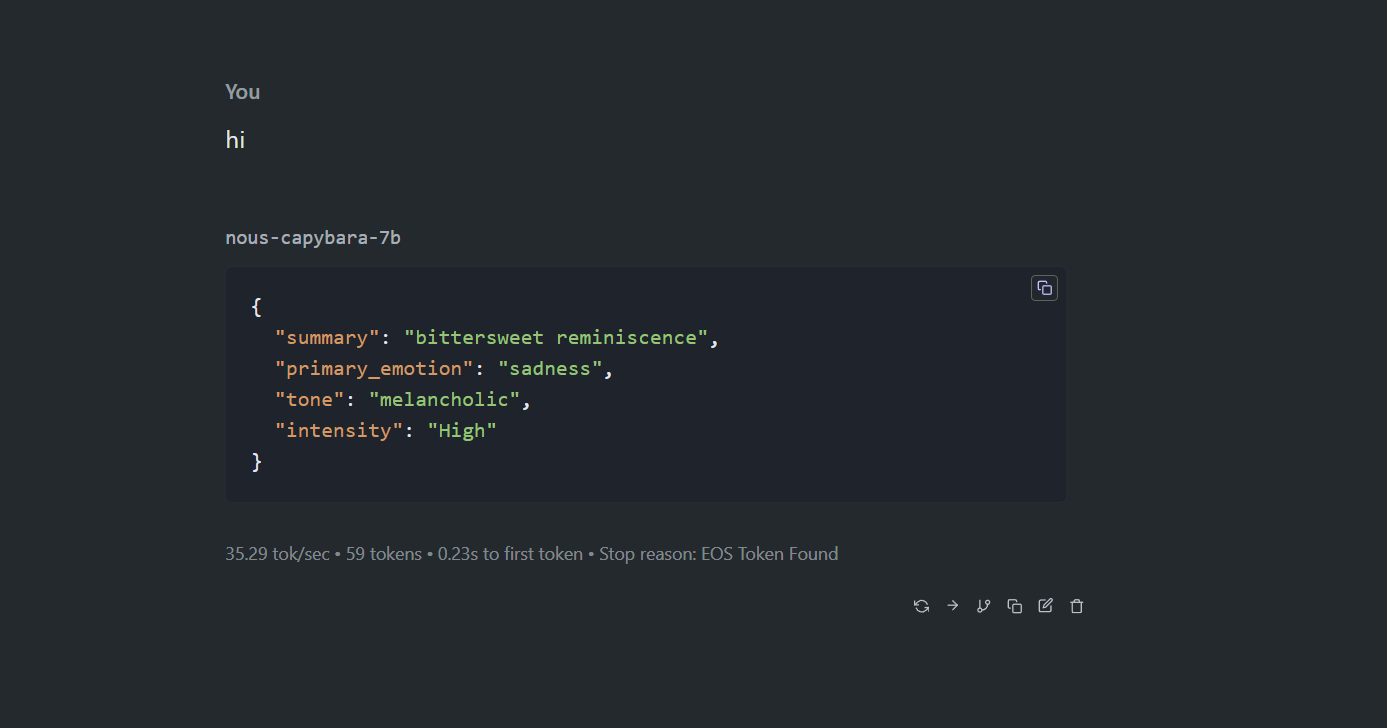 You
hi
nous-capybara-7b
{
"summary": "bittersweet reminiscence",
"primary_emotion": "sadness",
"tone": "melancholic",
"intensity": "High"
}
35.29 tok/sec • 59 tokens • 0.23s to first token • Stop reason: EOS Token Found